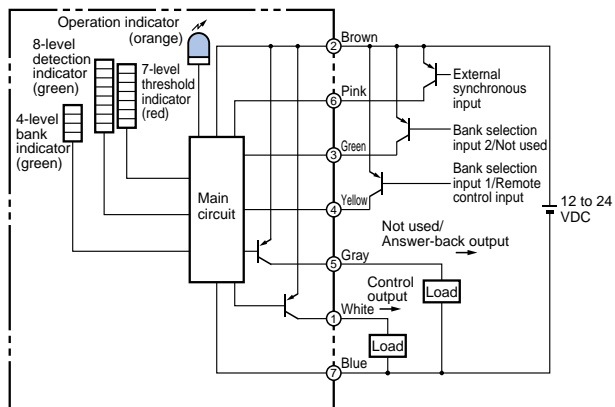 Operation indicator
(orange)
8-level
detection
indicator
(green)
7-level
threshold
indicator
(red)
4-level
bank
indicator
(green)
Main
circuit
2 Brown
6 Pink
3 Green
4 Yellow
5 Gray
1 White
7 Blue
External
synchronous
input
Bank selection
input 2/Not used
Bank selection
input 1/Remote
control input
12 to 24
VDC
Not used/
Answer-back output
Control
output
Load
Load